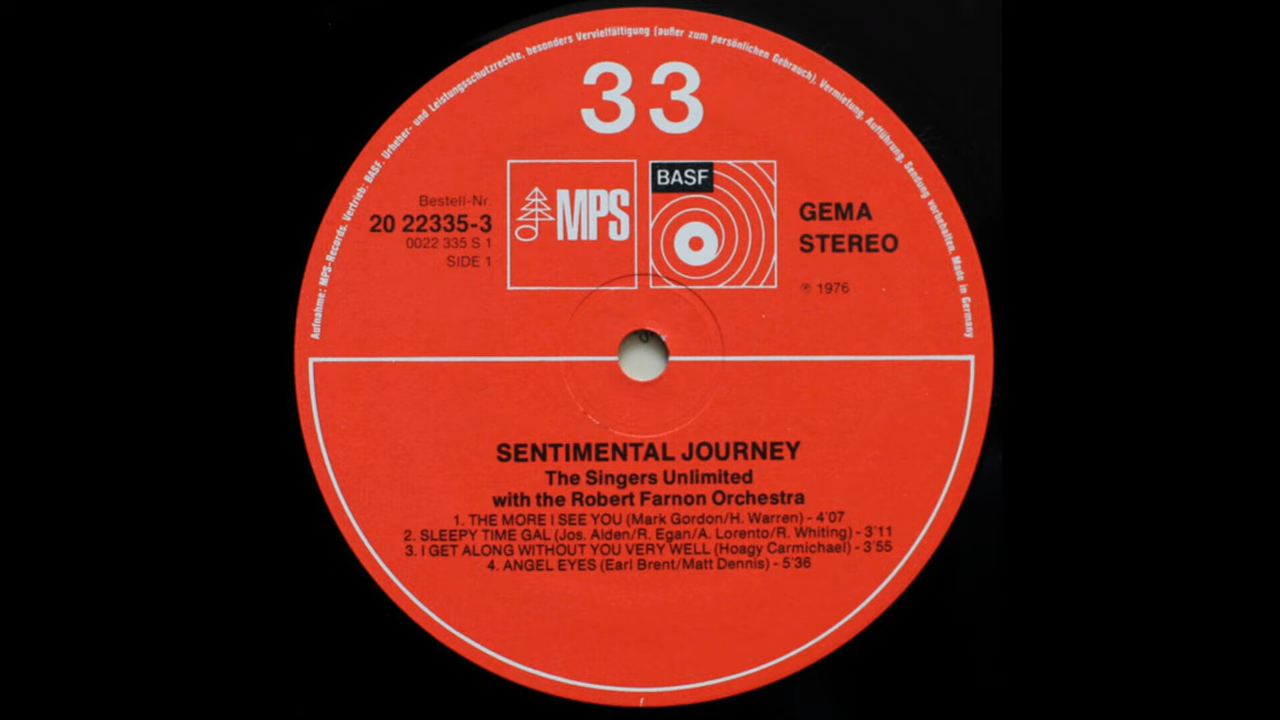 Aufnahme: MPS-Records. Vertrieb: BASF. Urheber- und Leistungsschutzrechte, besonders Vervielfältigung (außer zum persönlichen Gebrauch), Vermietung, Aufführung, Sendung vorbehalten. Made in Germany
33
MPS
BASF
Bestell-Nr.
20 22335-3
0022 335 S 1
SIDE 1
GEMA
STEREO
℗ 1976
SENTIMENTAL JOURNEY
The Singers Unlimited
with the Robert Farnon Orchestra
1. THE MORE I SEE YOU (Mark Gordon/H. Warren) - 4'07
2. SLEEPY TIME GAL (Jos. Alden/R. Egan/A. Lorento/R. Whiting) - 3'11
3. I GET ALONG WITHOUT YOU VERY WELL (Hoagy Carmichael) - 3'55
4. ANGEL EYES (Earl Brent/Matt Dennis) - 5'36